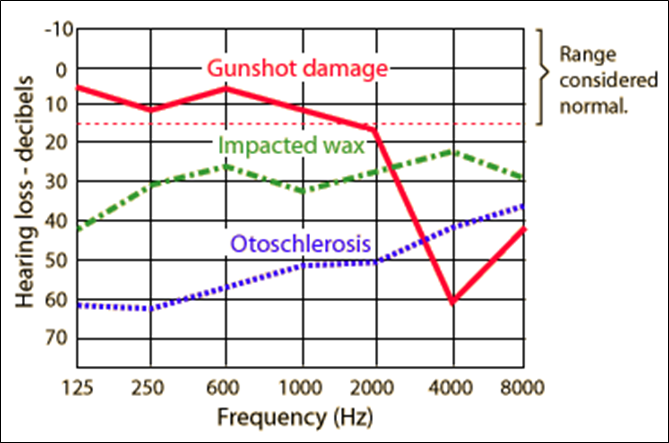 -10
0
10
20
30
40
50
60
70
Hearing loss - decibels
Gunshot damage
Impacted wax
Otoschlerosis
Range
considered
normal.
125 250 600 1000 2000 4000 8000
Frequency (Hz)